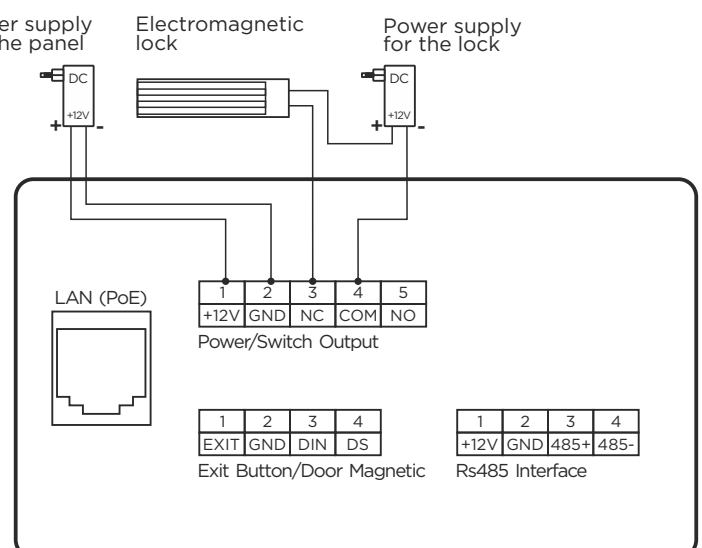 supply
panel
Electromagnetic
lock
Power supply
for the lock
DC
+12V
+ -
DC
+12V
+ -
LAN (PoE)
1 2 3 4 5
+12V GND NC COM NO
Power/Switch Output
1 2 3 4
EXIT GND DIN DS
Exit Button/Door Magnetic
1 2 3 4
+12V GND 485+ 485-
Rs485 Interface